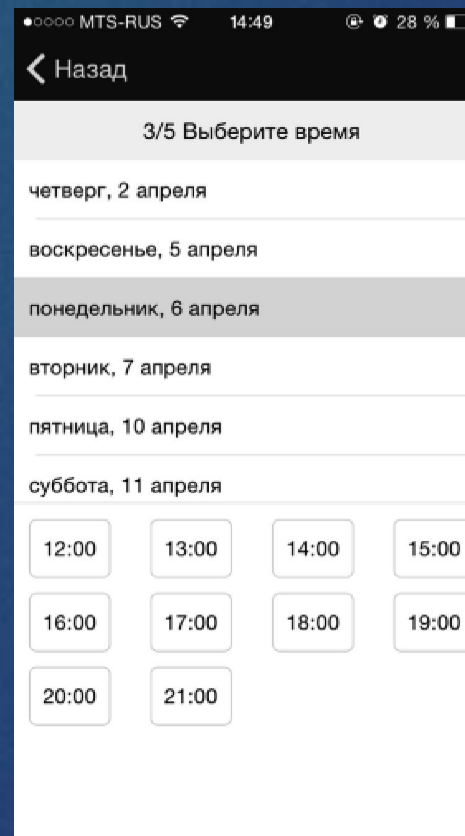 MTS-RUS 14:49 28 %
Назад
3/5 Выберите время
четверг, 2 апреля
воскресенье, 5 апреля
понедельник, 6 апреля
вторник, 7 апреля
пятница, 10 апреля
суббота, 11 апреля
12:00 13:00 14:00 15:00
16:00 17:00 18:00 19:00
20:00 21:00